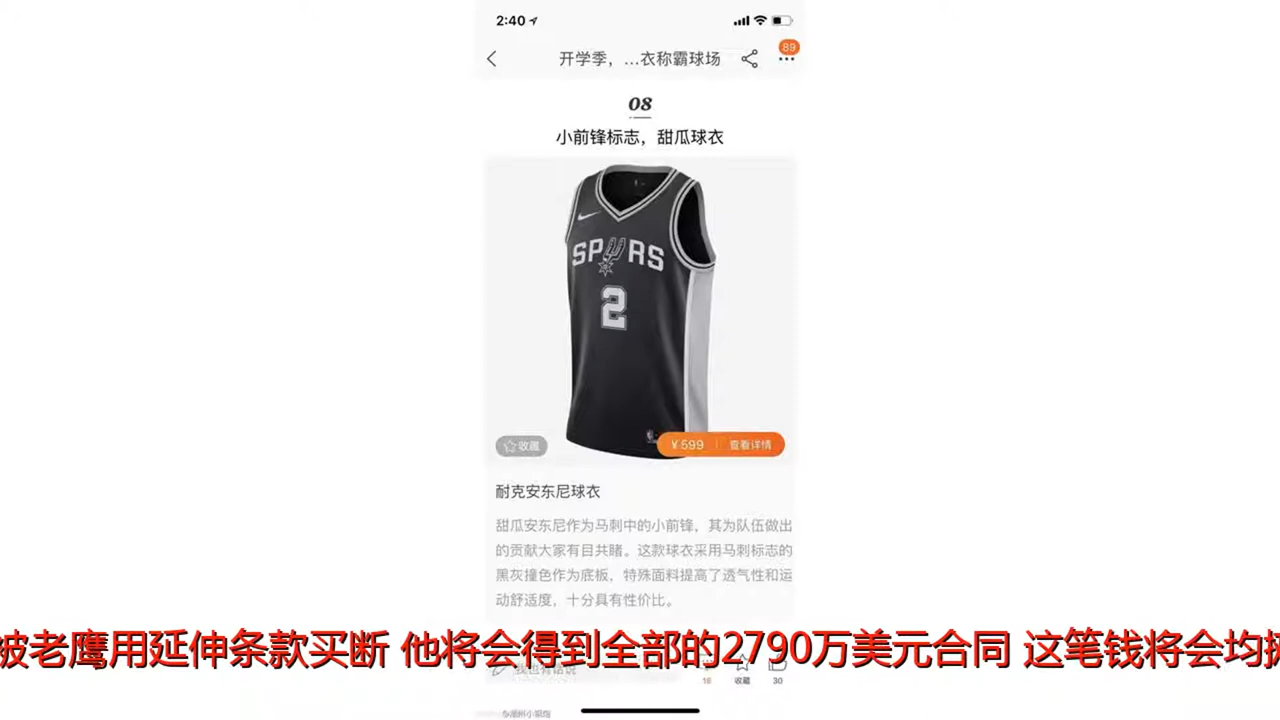 2:40
89
开学季，...衣称霸球场
08
小前锋标志，甜瓜球衣
SPURS
2
收藏
¥599 查看详情
耐克安东尼球衣
甜瓜安东尼作为马刺中的小前锋，其为队伍做出
的贡献大家有目共睹。这款球衣采用马刺标志的
黑灰撞色作为底板，特殊面料提高了透气性和运
动舒适度，十分具有性价比。
被老鹰用延伸条款买断 他将会得到全部的2790万美元合同 这笔钱将会均摊
我也有话说
16 收藏 30